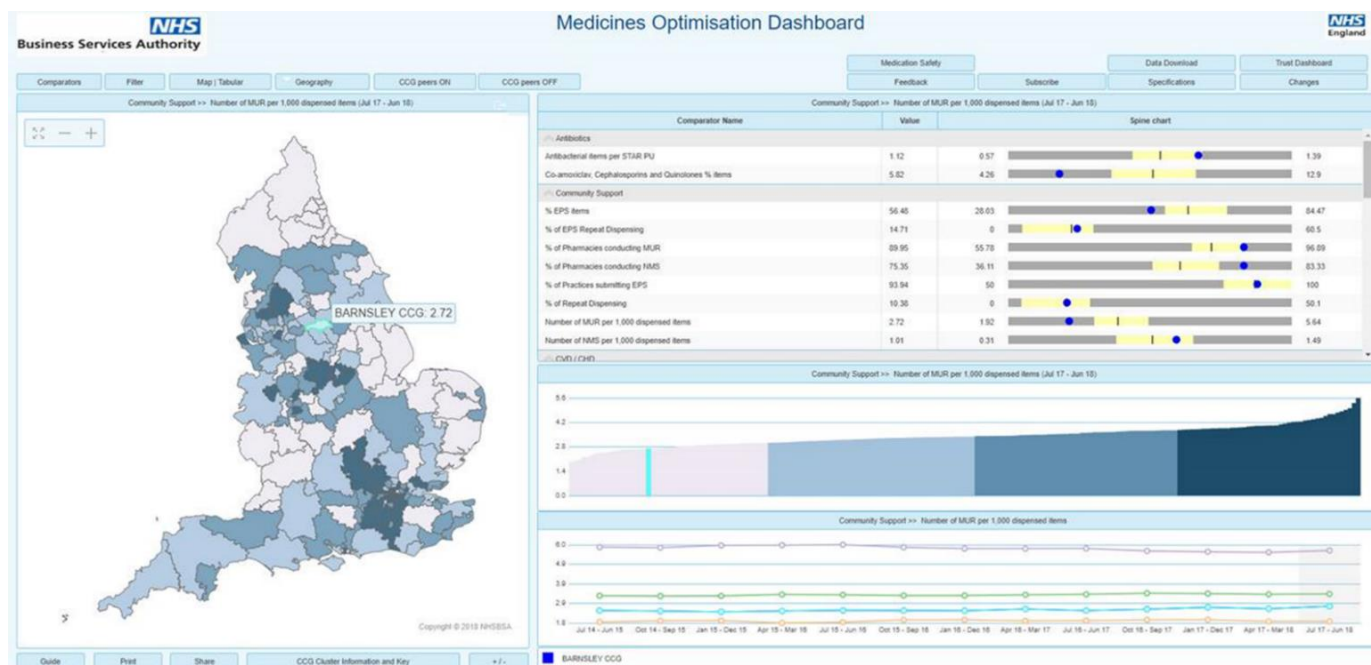 NHS
Business Services Authority
Medicines Optimisation Dashboard
NHS
England
Medication Safety
Data Download
Trust Dashboard
Comparators
Filter
Map | Tabular
Geography
CCG peers ON
CCG peers OFF
Feedback
Subscribe
Specifications
Changes
Community Support >> Number of MUR per 1,000 dispensed items (Jul 17 - Jun 18)
BARNSLEY CCG: 2.72
Copyright © 2018 NHSBSA
Community Support >> Number of MUR per 1,000 dispensed items (Jul 17 - Jun 18)
Comparator Name Value Spine chart
Antibiotics
Antibacterial items per STAR PU 1.12 0.57 1.39
Co-amoxiclav, Cephalosporins and Quinolones % items 5.82 4.26 12.9
Community Support
% EPS items 56.48 28.03 84.47
% of EPS Repeat Dispensing 14.71 0 60.5
% of Pharmacies conducting MUR 89.95 55.78 96.89
% of Pharmacies conducting NMS 75.35 36.11 83.33
% of Practices submitting EPS 93.94 50 100
% of Repeat Dispensing 10.38 0 50.1
Number of MUR per 1,000 dispensed items 2.72 1.92 5.64
Number of NMS per 1,000 dispensed items 1.01 0.31 1.49
CVD / CHD
Community Support >> Number of MUR per 1,000 dispensed items (Jul 17 - Jun 18)
5.6
4.2
2.8
1.4
0.0
Community Support >> Number of MUR per 1,000 dispensed items
6.0
4.9
3.9
2.9
1.8
Jul 14 - Jun 15 Oct 14 - Sep 15 Jan 15 - Dec 15 Apr 15 - Mar 16 Jul 15 - Jun 16 Oct 15 - Sep 16 Jan 16 - Dec 16 Apr 16 - Mar 17 Jul 16 - Jun 17 Oct 16 - Sep 17 Jan 17 - Dec 17 Apr 17 - Mar 18 Jul 17 - Jun 18
Guide
Print
Share
CCG Cluster Information and Key
+ / -
BARNSLEY CCG